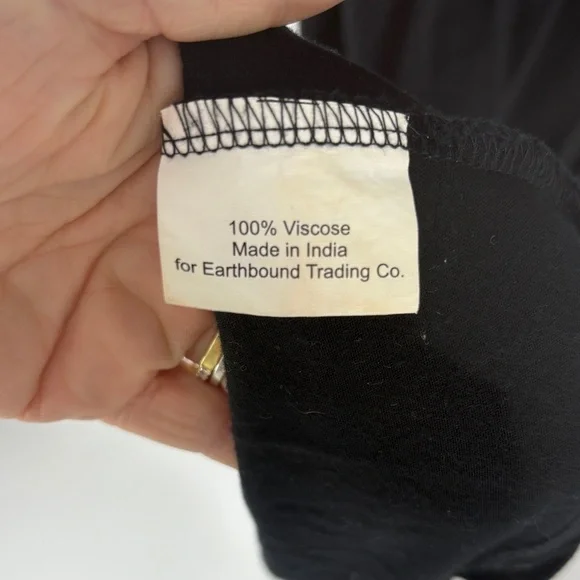 100% Viscose
Made in India
for Earthbound Trading Co.